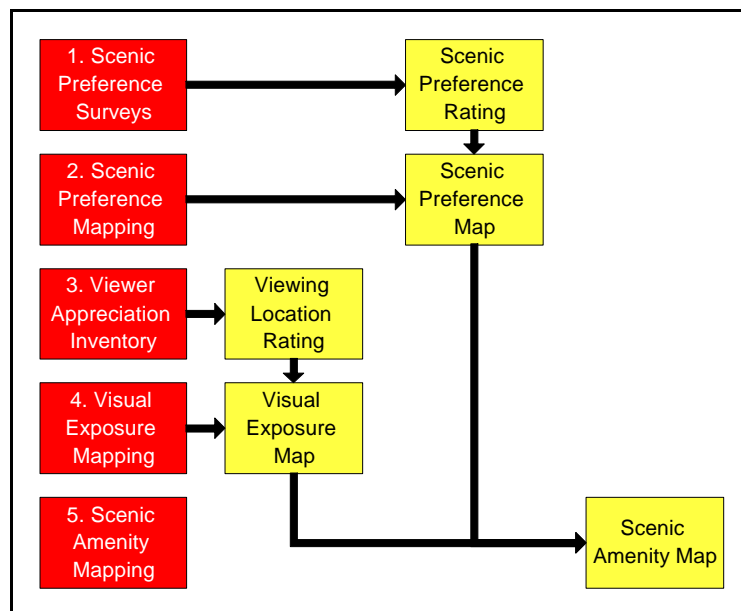 1. Scenic
Preference
Surveys
Scenic
Preference
Rating
2. Scenic
Preference
Mapping
Scenic
Preference
Map
3. Viewer
Appreciation
Inventory
Viewing
Location
Rating
4. Visual
Exposure
Mapping
Visual
Exposure
Map
5. Scenic
Amenity
Mapping
Scenic
Amenity Map